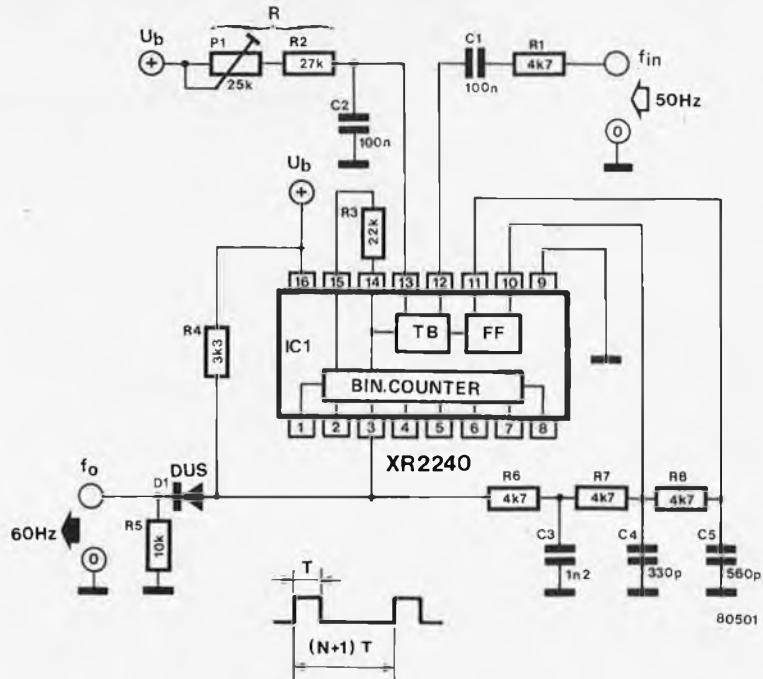 R
Ub
+
P1
25k
R2
27k
C2
100n
C1
100n
R1
4k7
fin
50Hz
0
Ub
+
R3
22k
16 15 14 13 12 11 10 9
R4
3k3
IC1
TB
FF
BIN.COUNTER
1 2 3 4 5 6 7 8
XR2240
fo
D1
DUS
60Hz
0
R5
10k
R6
4k7
R7
4k7
R8
4k7
C3
1n2
C4
330p
C5
560p
80501
T
(N+1) T